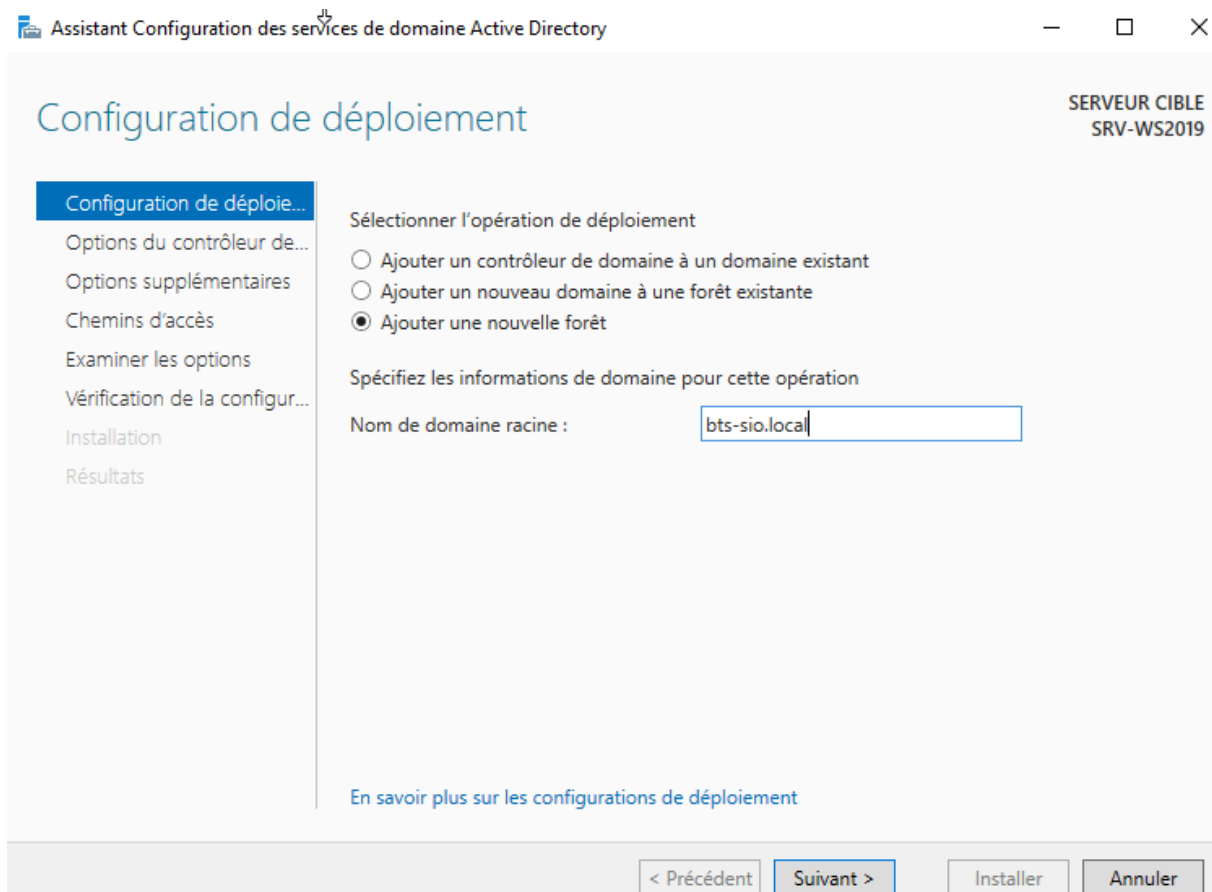 Assistant Configuration des services de domaine Active Directory
Configuration de déploiement
SERVEUR CIBLE
SRV-WS2019
Configuration de déploie...
Options du contrôleur de...
Options supplémentaires
Chemins d'accès
Examiner les options
Vérification de la configur...
Installation
Résultats
Sélectionner l'opération de déploiement
Ajouter un contrôleur de domaine à un domaine existant
Ajouter un nouveau domaine à une forêt existante
Ajouter une nouvelle forêt
Spécifiez les informations de domaine pour cette opération
Nom de domaine racine : bts-sio.local
En savoir plus sur les configurations de déploiement
< Précédent Suivant > Installer Annuler